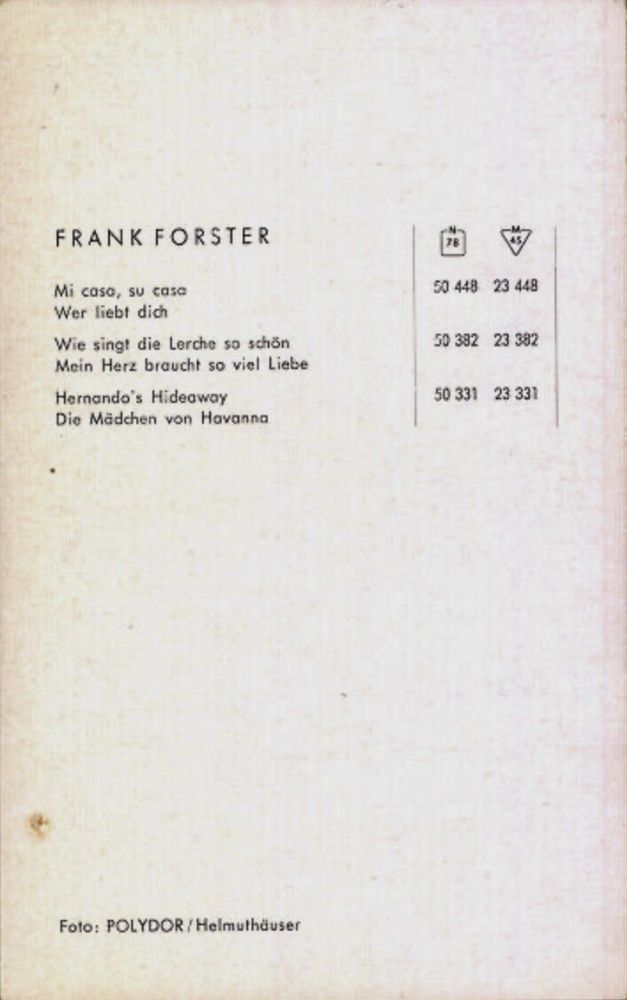 FRANK FORSTER
N 78 M 45
Mi casa, su casa 50 448 23 448
Wer liebt dich
Wie singt die Lerche so schön 50 382 23 382
Mein Herz braucht so viel Liebe
Hernando's Hideaway 50 331 23 331
Die Mädchen von Havanna
Foto: POLYDOR / Helmuthäuser